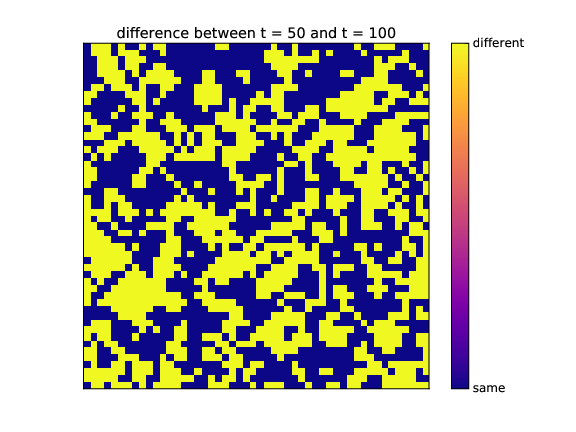 difference between t = 50 and t = 100
different
same